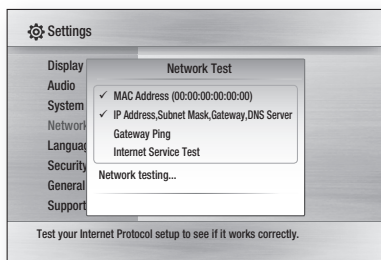 Settings
Display
Audio
System
Network
Languag
Security
General
Support
Network Test
✓ MAC Address (00:00:00:00:00:00)
✓ IP Address,Subnet Mask,Gateway,DNS Server
Gateway Ping
Internet Service Test
Network testing...
Test your Internet Protocol setup to see if it works correctly.